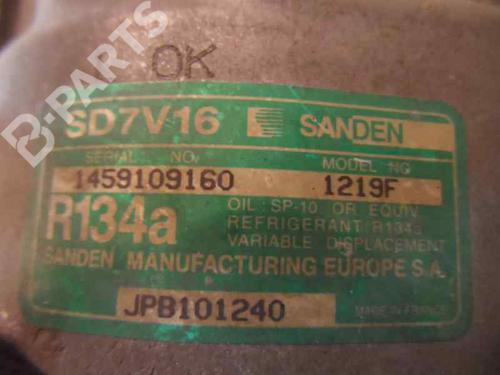 B-PARTS
OK
SD7V16 SANDEN
SERIAL NO. MODEL NO
1459109160 1219F
R134a OIL: SP-10 OR EQUIV.
REFRIGERANT: R134a
VARIABLE DISPLACEMENT
SANDEN MANUFACTURING EUROPE S.A.
JPB101240 MADE IN FRANCE